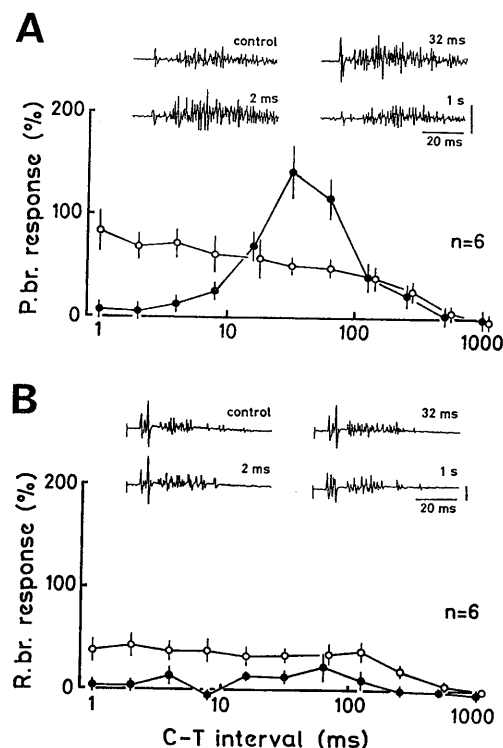 A
control
32 ms
2 ms
1 s
20 ms
200
100
0
P.br. response (%)
n=6
1
10
100
1000
B
control
32 ms
2 ms
1 s
20 ms
200
100
0
R.br. response (%)
n=6
1
10
100
1000
C-T interval (ms)